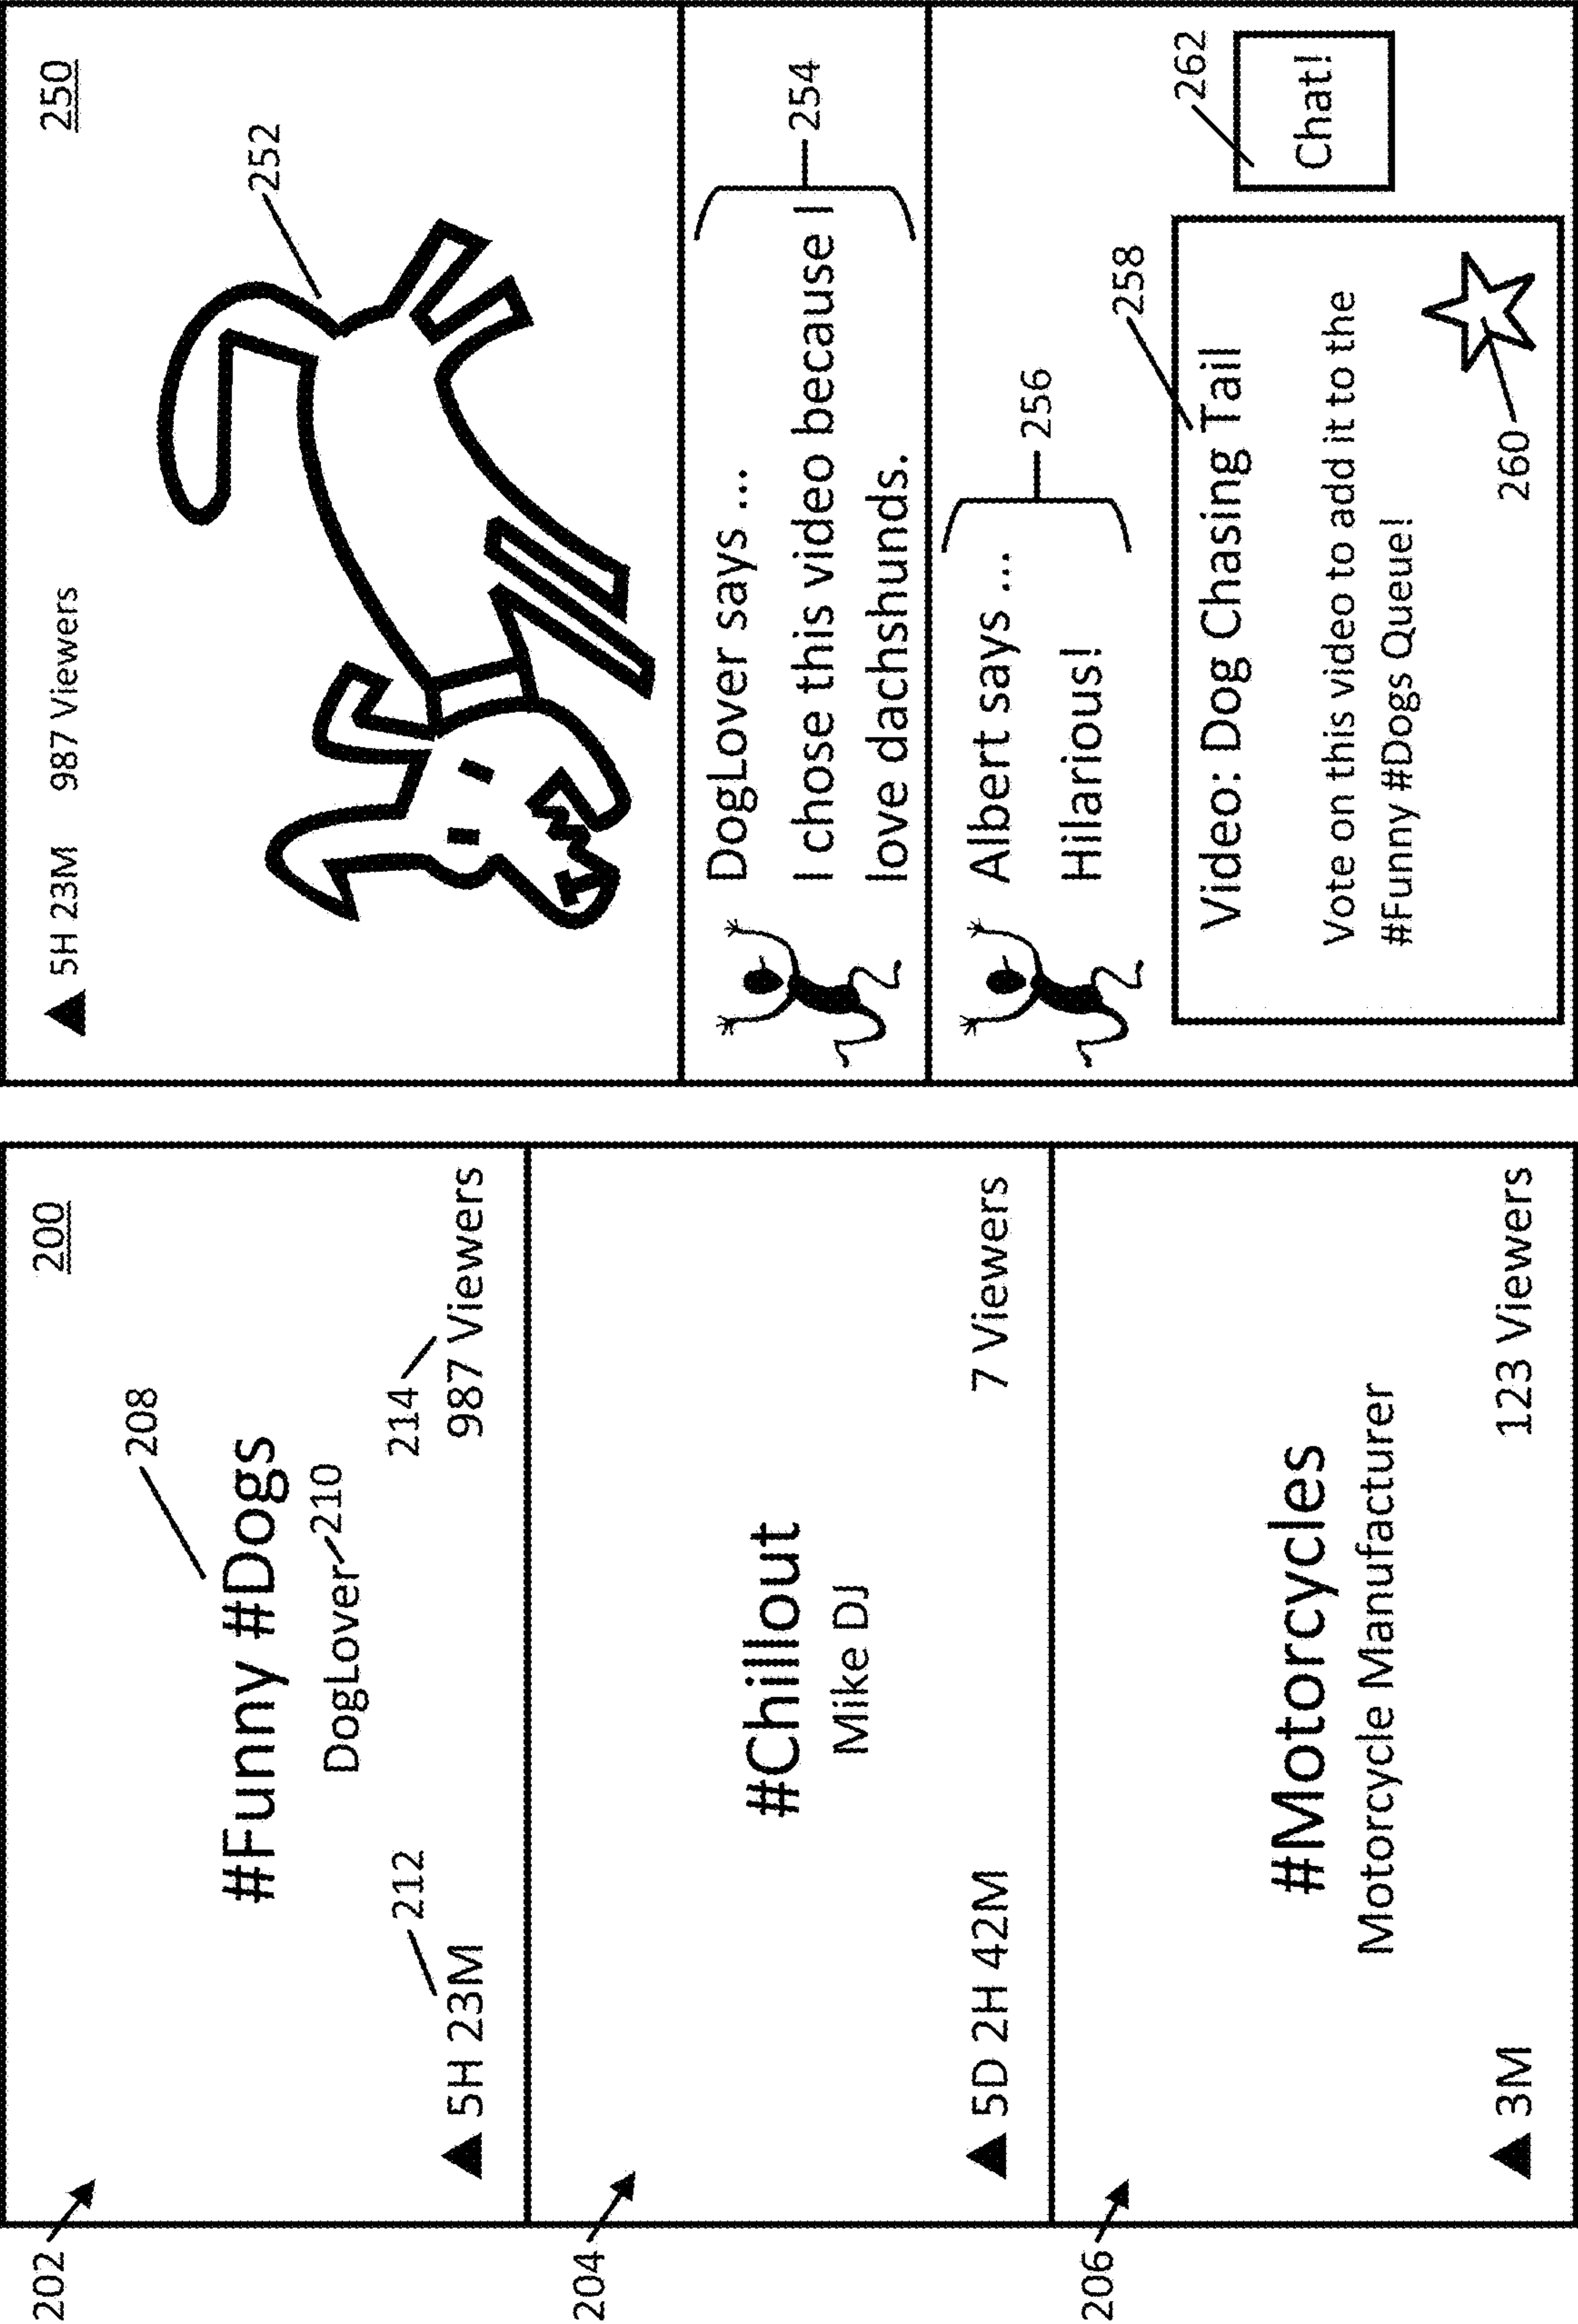 200
202
208
#Funny #Dogs
DogLover
210
212
214
5H 23M
987 Viewers
204
#Chillout
Mike DJ
5D 2H 42M
7 Viewers
206
#Motorcycles
Motorcycle Manufacturer
3M
123 Viewers
250
5H 23M
987 Viewers
252
DogLover says ...
I chose this video because I
love dachshunds.
254
Albert says ...
Hilarious!
256
258
262
Video: Dog Chasing Tail
Chat!
Vote on this video to add it to the
#Funny #Dogs Queue!
260